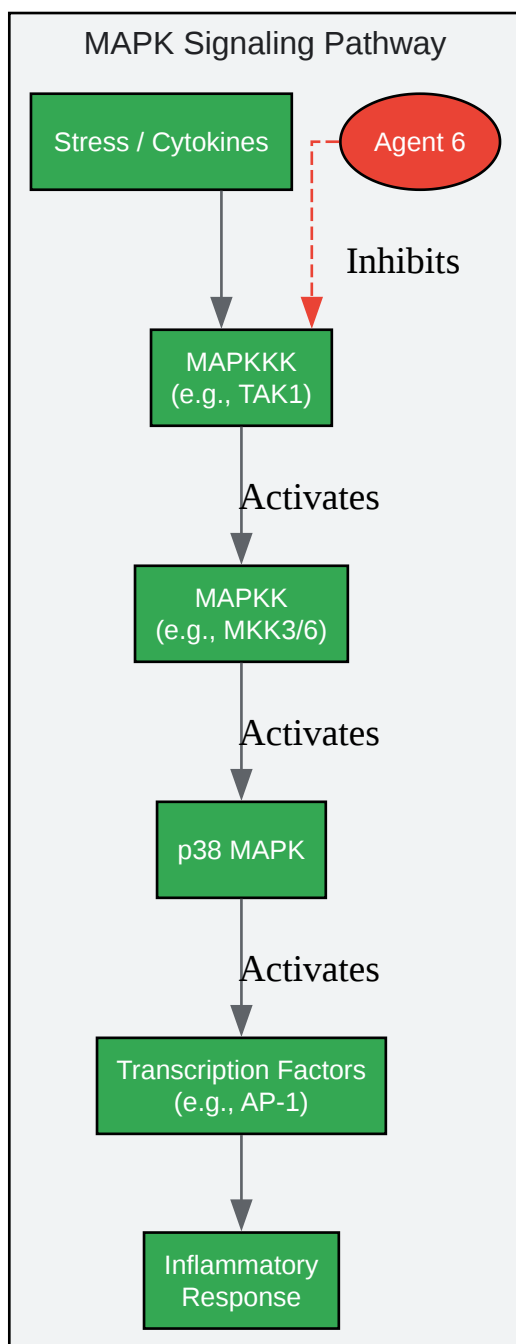 MAPK Signaling Pathway
Stress / Cytokines
Agent 6
Inhibits
MAPKKK
(e.g., TAK1)
Activates
MAPKK
(e.g., MKK3/6)
Activates
p38 MAPK
Activates
Transcription Factors
(e.g., AP-1)
Inflammatory
Response